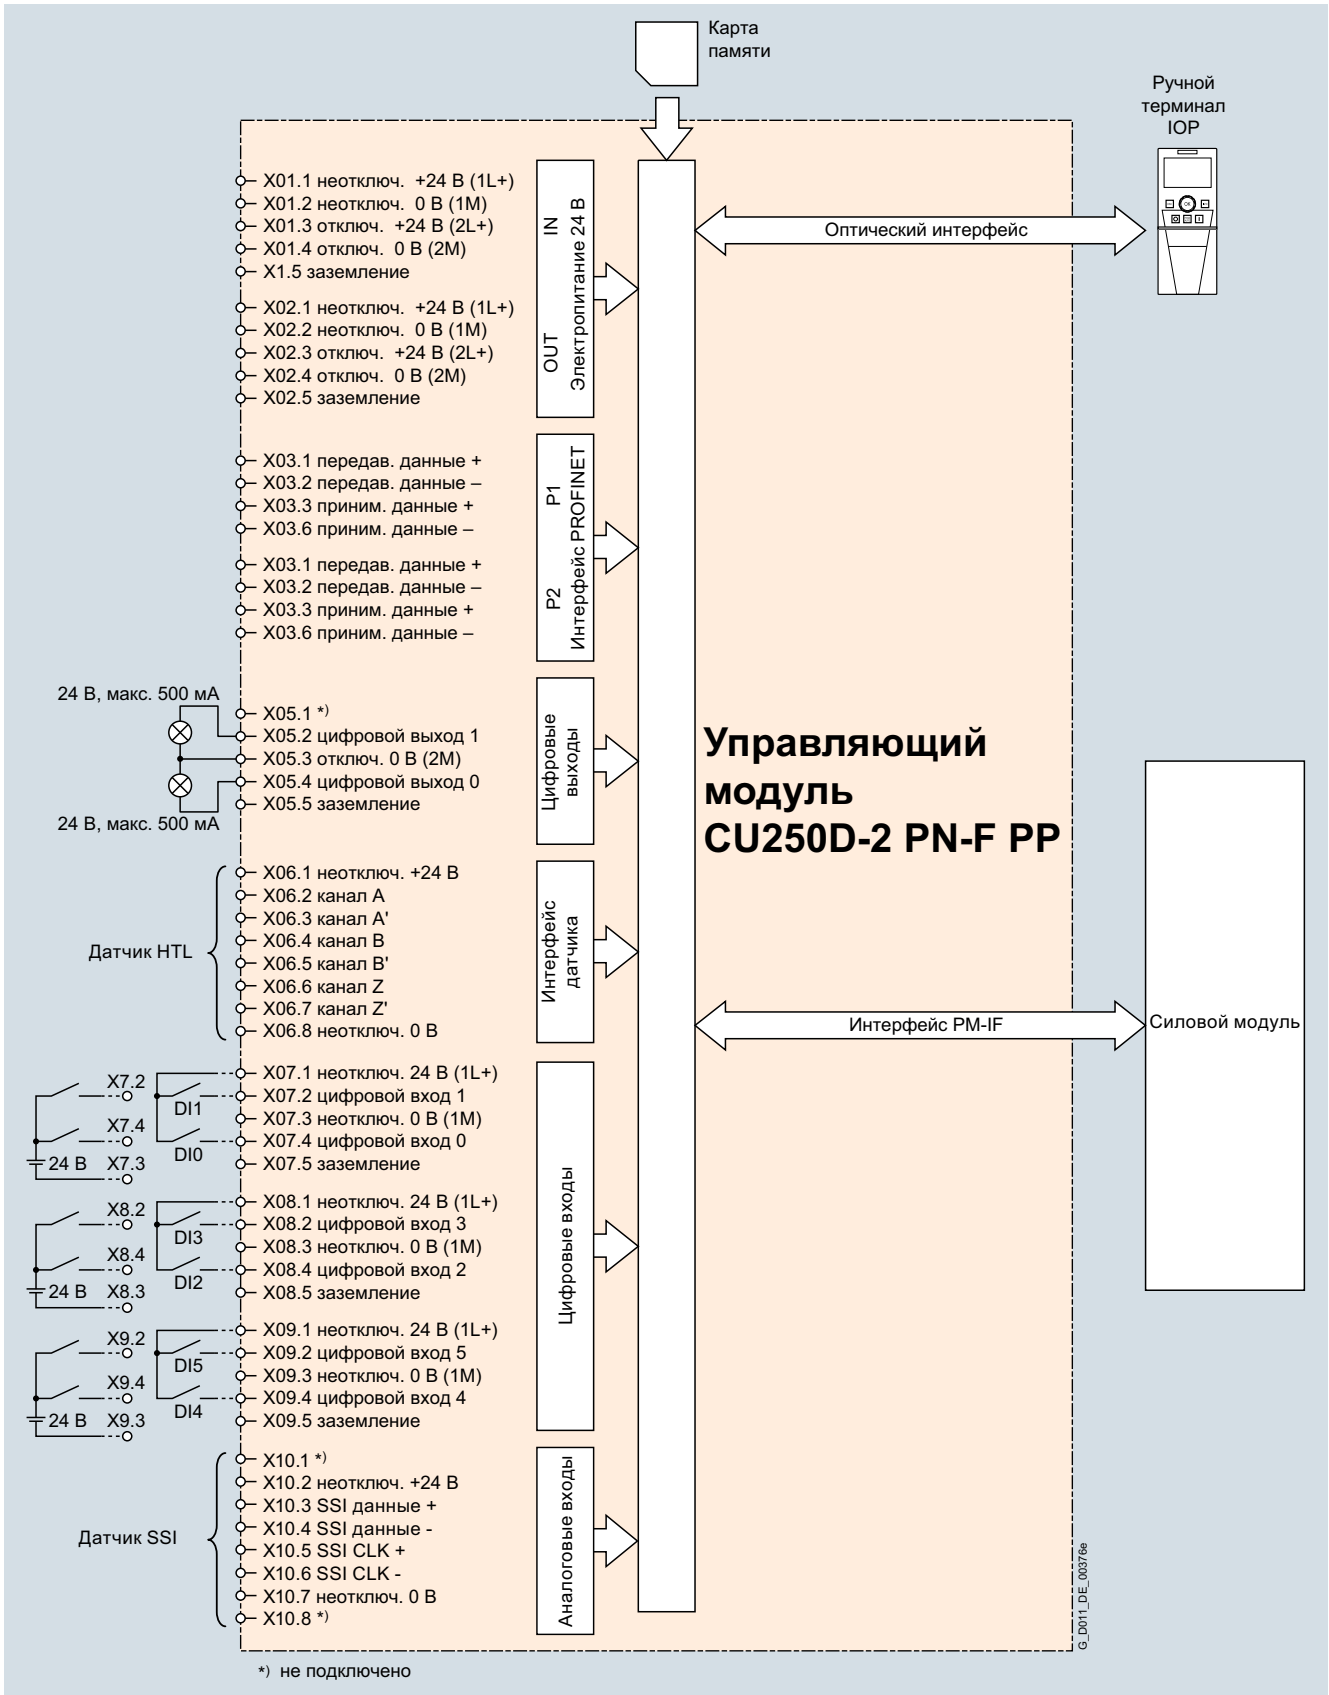 Карта
памяти
Ручной
терминал
IOP
X01.1 неотключ. +24 В (1L+)
X01.2 неотключ. 0 В (1M)
X01.3 отключ. +24 В (2L+)
X01.4 отключ. 0 В (2M)
X1.5 заземление
X02.1 неотключ. +24 В (1L+)
X02.2 неотключ. 0 В (1M)
X02.3 отключ. +24 В (2L+)
X02.4 отключ. 0 В (2M)
X02.5 заземление
OUT IN
Электропитание 24 В
Оптический интерфейс
X03.1 передав. данные +
X03.2 передав. данные –
X03.3 приним. данные +
X03.6 приним. данные –
X03.1 передав. данные +
X03.2 передав. данные –
X03.3 приним. данные +
X03.6 приним. данные –
P2 P1
Интерфейс PROFINET
24 В, макс. 500 мА
X05.1 *)
X05.2 цифровой выход 1
X05.3 отключ. 0 В (2M)
X05.4 цифровой выход 0
X05.5 заземление
24 В, макс. 500 мА
Цифровые
выходы
Управляющий
модуль
CU250D-2 PN-F PP
Датчик HTL
X06.1 неотключ. +24 В
X06.2 канал A
X06.3 канал A'
X06.4 канал B
X06.5 канал B'
X06.6 канал Z
X06.7 канал Z'
X06.8 неотключ. 0 В
Интерфейс
датчика
Интерфейс PM-IF
Силовой модуль
X7.2
X7.4
24 В X7.3
DI1
DI0
X07.1 неотключ. 24 В (1L+)
X07.2 цифровой вход 1
X07.3 неотключ. 0 В (1M)
X07.4 цифровой вход 0
X07.5 заземление
X8.2
X8.4
24 В X8.3
DI3
DI2
X08.1 неотключ. 24 В (1L+)
X08.2 цифровой вход 3
X08.3 неотключ. 0 В (1M)
X08.4 цифровой вход 2
X08.5 заземление
X9.2
X9.4
24 В X9.3
DI5
DI4
X09.1 неотключ. 24 В (1L+)
X09.2 цифровой вход 5
X09.3 неотключ. 0 В (1M)
X09.4 цифровой вход 4
X09.5 заземление
Цифровые входы
Датчик SSI
X10.1 *)
X10.2 неотключ. +24 В
X10.3 SSI данные +
X10.4 SSI данные -
X10.5 SSI CLK +
X10.6 SSI CLK -
X10.7 неотключ. 0 В
X10.8 *)
Аналоговые входы
G_D011_DE_00376e
*) не подключено